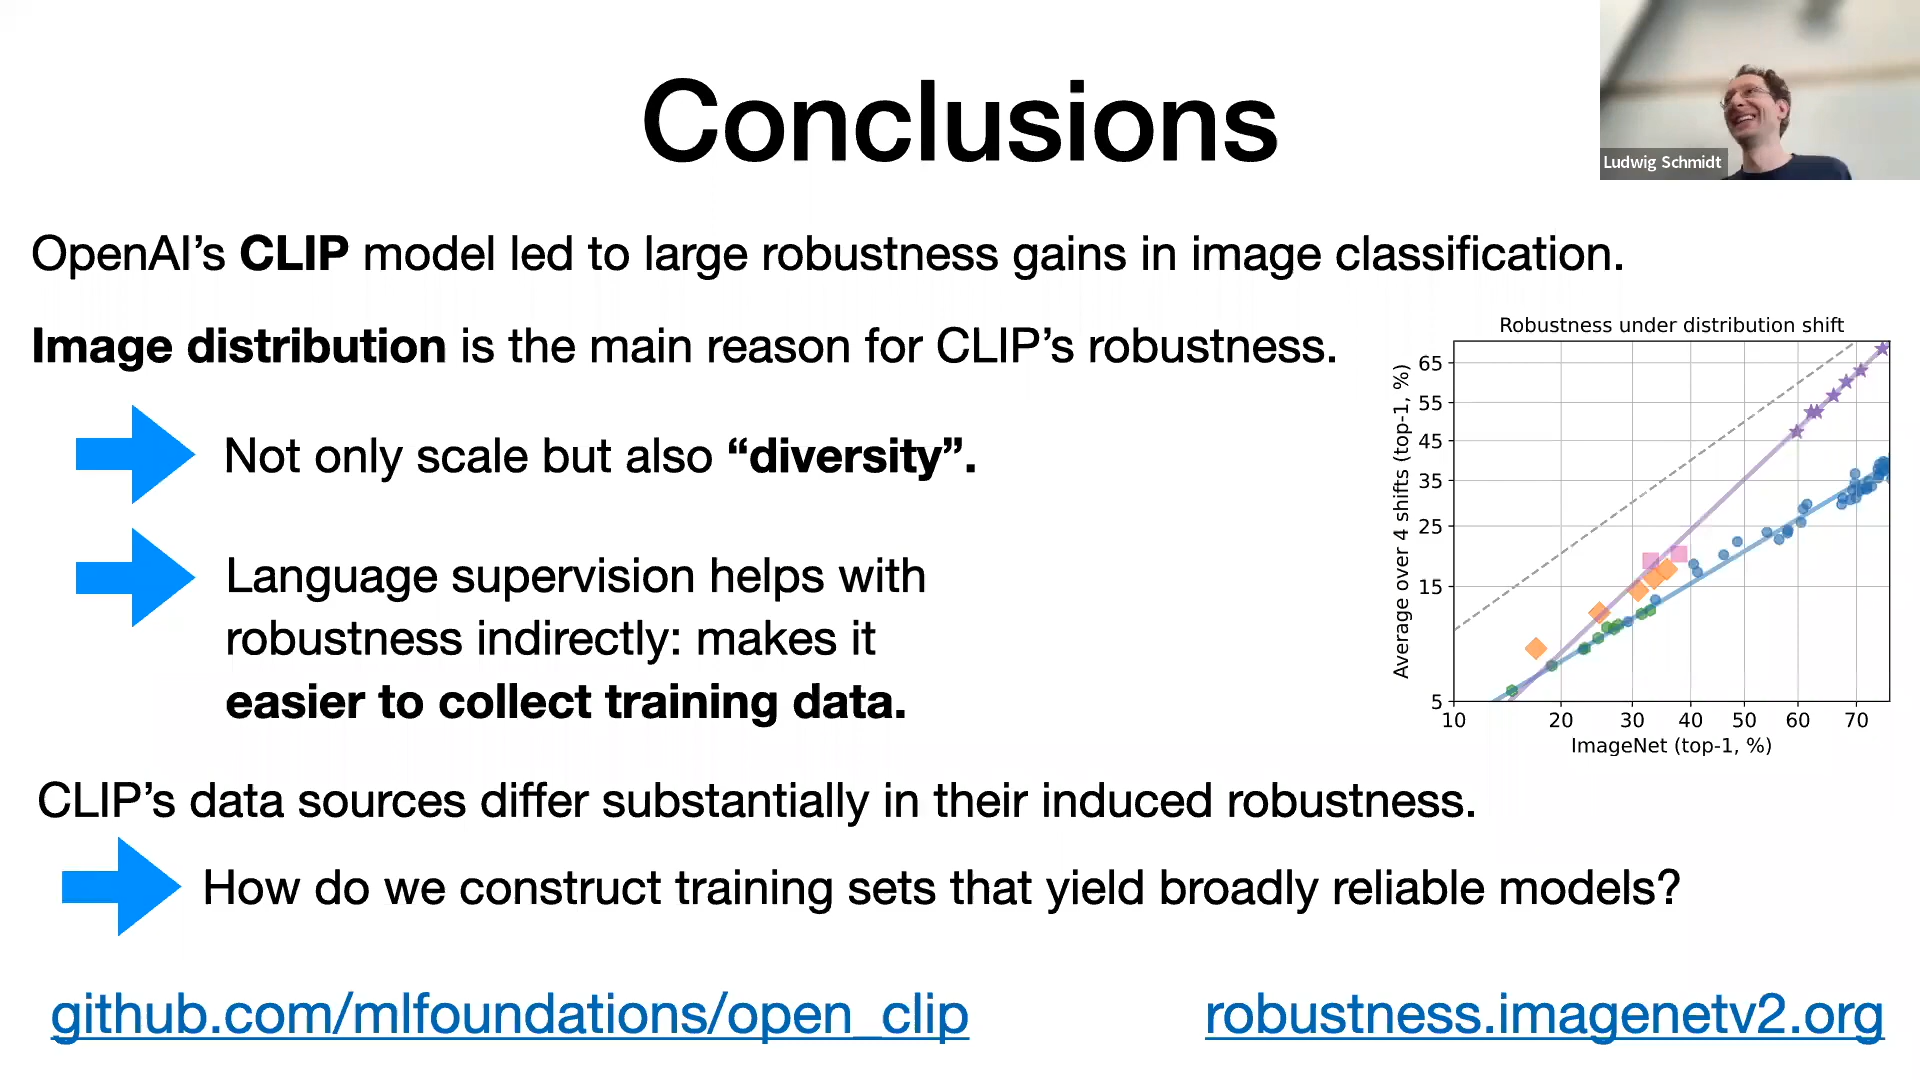 Conclusions
Ludwig Schmidt
OpenAI’s CLIP model led to large robustness gains in image classification.
Image distribution is the main reason for CLIP’s robustness.
Not only scale but also “diversity”.
Language supervision helps with
robustness indirectly: makes it
easier to collect training data.
Robustness under distribution shift
Average over 4 shifts (top-1, %)
65
55
45
35
25
15
5
10 20 30 40 50 60 70
ImageNet (top-1, %)
CLIP’s data sources differ substantially in their induced robustness.
How do we construct training sets that yield broadly reliable models?
github.com/mlfoundations/open_clip
robustness.imagenetv2.org